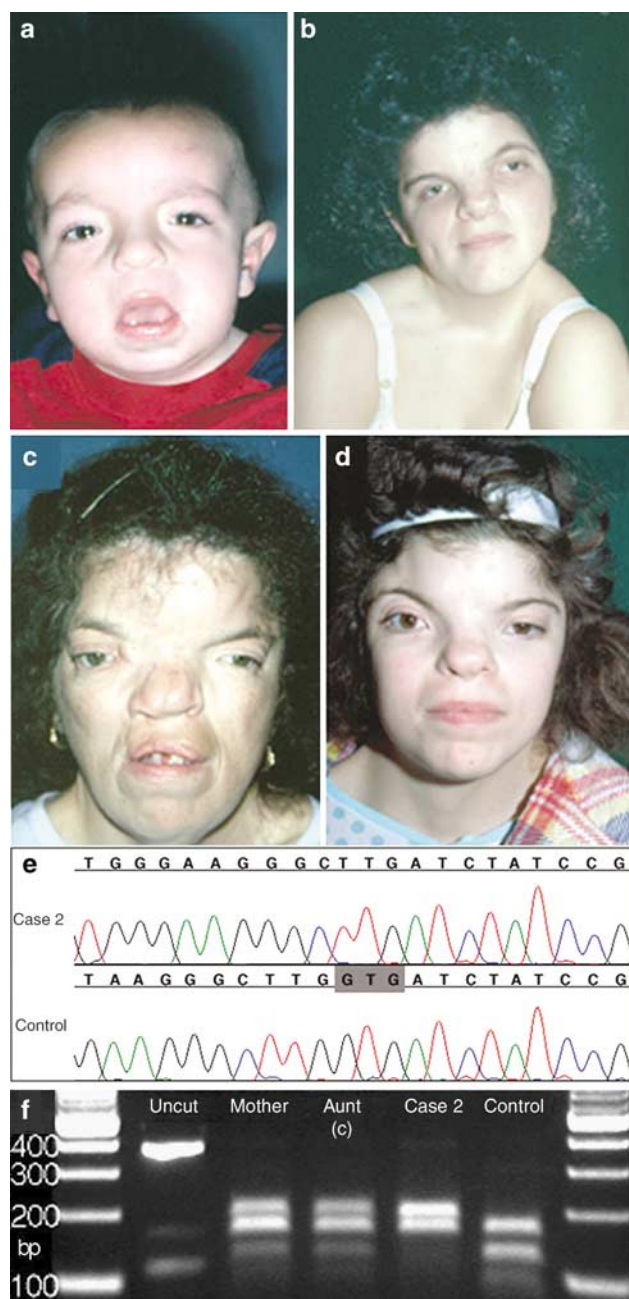 a
b
c
d
e
T G G G A A G G G C T T G A T C T A T C C G
Case 2
T A A G G G C T T G G T G A T C T A T C C G
Control
f
Uncut Mother Aunt Case 2 Control
(c)
400
300
200
bp
100